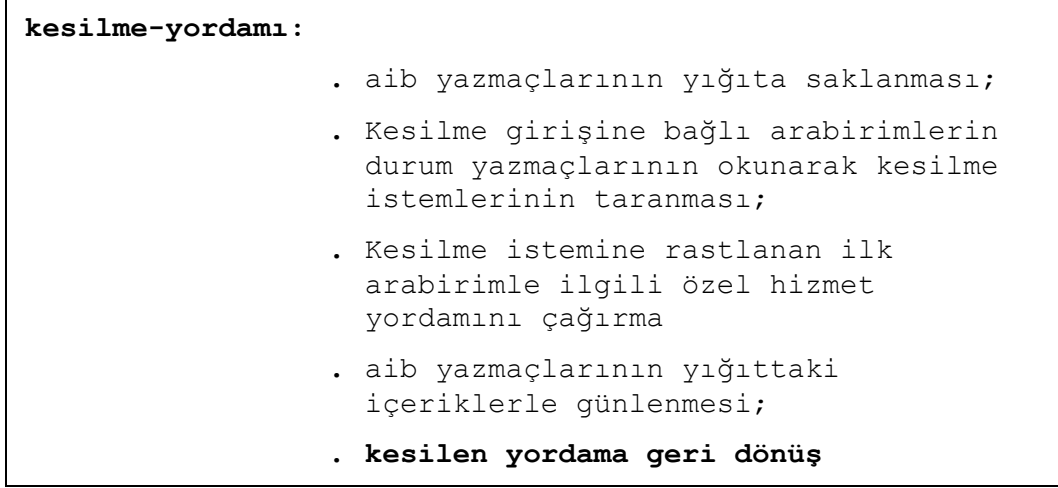 kesilme-yordamı:
. aib yazmaçlarının yığıta saklanması;
. Kesilme girişine bağlı arabirimlerin
durum yazmaçlarının okunarak kesilme
istemlerinin taranması;
. Kesilme istemine rastlanan ilk
arabirimle ilgili özel hizmet
yordamını çağırma
. aib yazmaçlarının yığıttaki
içeriklerle günlenmesi;
. kesilen yordama geri dönüş